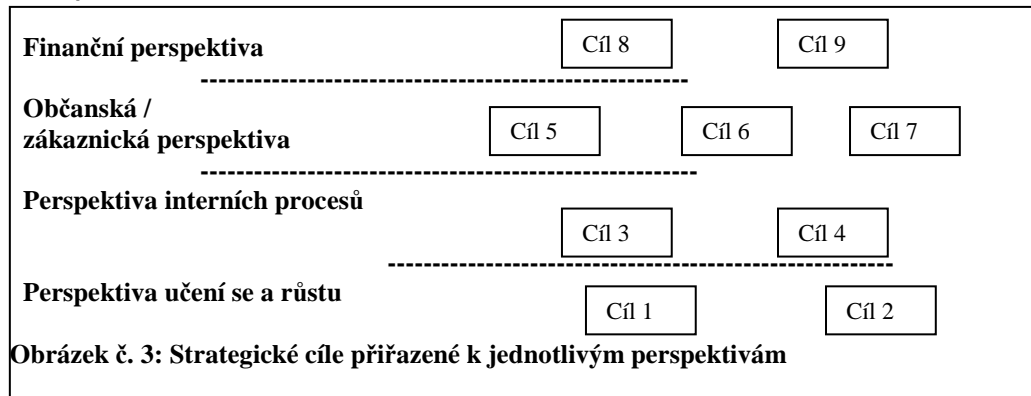 Finanční perspektiva Cíl 8 Cíl 9
Občanská /
zákaznická perspektiva Cíl 5 Cíl 6 Cíl 7
Perspektiva interních procesů
Cíl 3 Cíl 4
Perspektiva učení se a růstu
Cíl 1 Cíl 2
Obrázek č. 3: Strategické cíle přiřazené k jednotlivým perspektivám